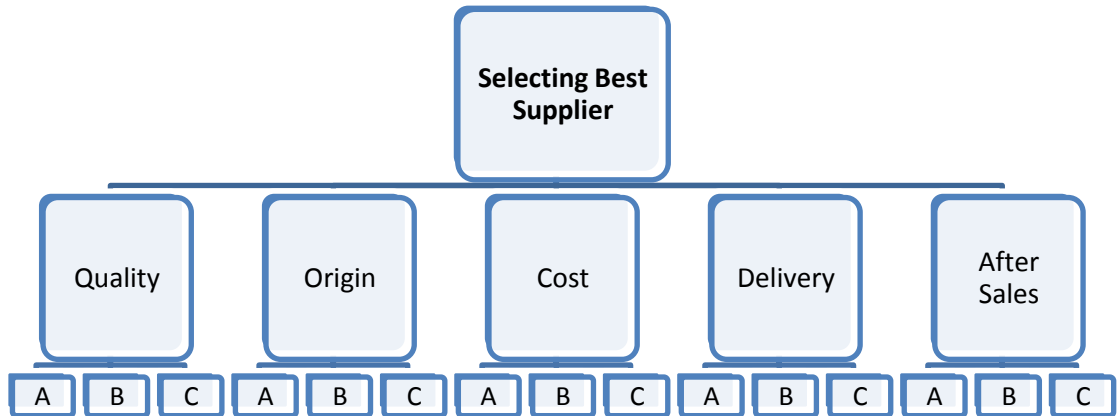 Selecting Best
Supplier
Quality
Origin
Cost
Delivery
After
Sales
A B C A B C A B C A B C A B C